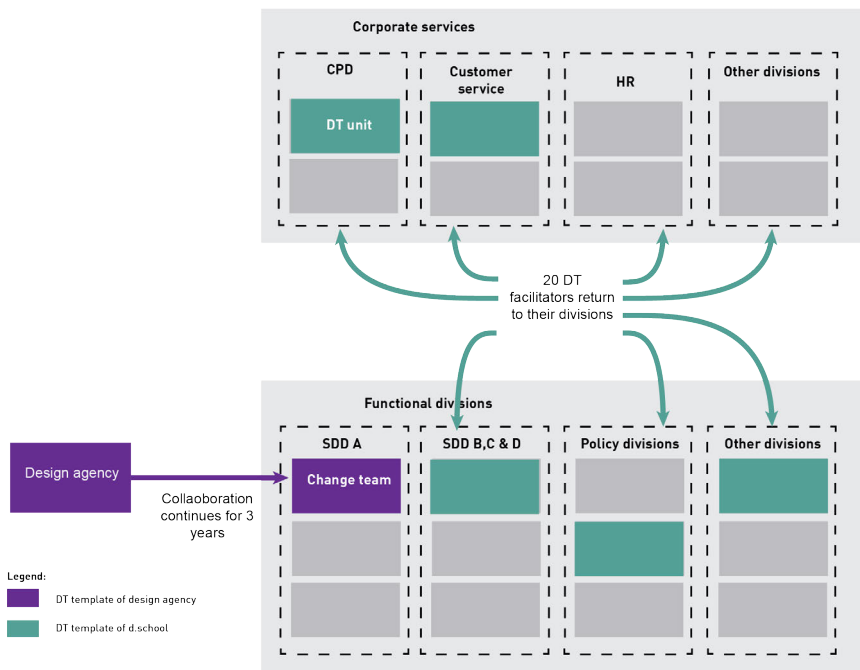 Corporate services
CPD
Customer
service
HR
Other divisions
DT unit
20 DT
facilitators return
to their divisions
Functional divisions
SDD A
SDD B,C & D
Policy divisions
Other divisions
Design agency
Change team
Collaoboration
continues for 3
years
Legend:
DT template of design agency
DT template of d.school